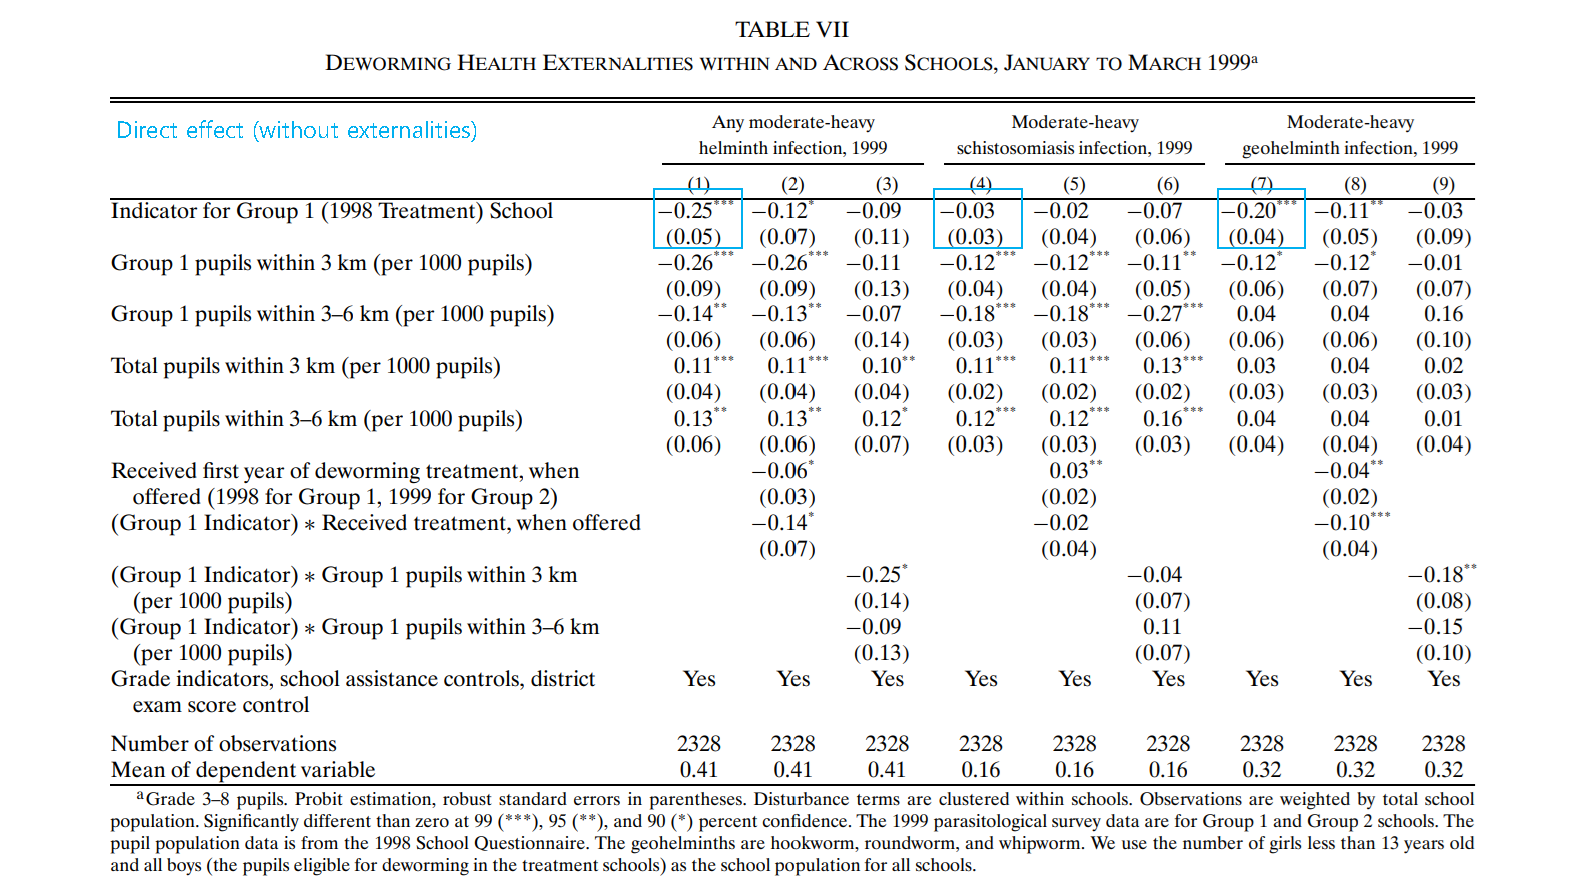 TABLE VII
DEWORMING HEALTH EXTERNALITIES WITHIN AND ACROSS SCHOOLS, JANUARY TO MARCH 1999ᵃ
Direct effect (without externalities)
Any moderate-heavy helminth infection, 1999 Moderate-heavy schistosomiasis infection, 1999 Moderate-heavy geohelminth infection, 1999
(1) (2) (3) (4) (5) (6) (7) (8) (9)
Indicator for Group 1 (1998 Treatment) School −0.25*** −0.12* −0.09 −0.03 −0.02 −0.07 −0.20*** −0.11** −0.03
(0.05) (0.07) (0.11) (0.03) (0.04) (0.06) (0.04) (0.05) (0.09)
Group 1 pupils within 3 km (per 1000 pupils) −0.26*** −0.26*** −0.11 −0.12*** −0.12*** −0.11** −0.12* −0.12* −0.01
(0.09) (0.09) (0.13) (0.04) (0.04) (0.05) (0.06) (0.07) (0.07)
Group 1 pupils within 3–6 km (per 1000 pupils) −0.14** −0.13** −0.07 −0.18*** −0.18*** −0.27*** 0.04 0.04 0.16
(0.06) (0.06) (0.14) (0.03) (0.03) (0.06) (0.06) (0.06) (0.10)
Total pupils within 3 km (per 1000 pupils) 0.11*** 0.11*** 0.10** 0.11*** 0.11*** 0.13*** 0.03 0.04 0.02
(0.04) (0.04) (0.04) (0.02) (0.02) (0.02) (0.03) (0.03) (0.03)
Total pupils within 3–6 km (per 1000 pupils) 0.13** 0.13** 0.12* 0.12*** 0.12*** 0.16*** 0.04 0.04 0.01
(0.06) (0.06) (0.07) (0.03) (0.03) (0.03) (0.04) (0.04) (0.04)
Received first year of deworming treatment, when −0.06* 0.03** −0.04**
offered (1998 for Group 1, 1999 for Group 2) (0.03) (0.02) (0.02)
(Group 1 Indicator) ∗ Received treatment, when offered −0.14* −0.02 −0.10***
(0.07) (0.04) (0.04)
(Group 1 Indicator) ∗ Group 1 pupils within 3 km −0.25* −0.04 −0.18**
(per 1000 pupils) (0.14) (0.07) (0.08)
(Group 1 Indicator) ∗ Group 1 pupils within 3–6 km −0.09 0.11 −0.15
(per 1000 pupils) (0.13) (0.07) (0.10)
Grade indicators, school assistance controls, district Yes Yes Yes Yes Yes Yes Yes Yes Yes
exam score control
Number of observations 2328 2328 2328 2328 2328 2328 2328 2328 2328
Mean of dependent variable 0.41 0.41 0.41 0.16 0.16 0.16 0.32 0.32 0.32
ᵃGrade 3–8 pupils. Probit estimation, robust standard errors in parentheses. Disturbance terms are clustered within schools. Observations are weighted by total school
population. Significantly different than zero at 99 (***), 95 (**), and 90 (*) percent confidence. The 1999 parasitological survey data are for Group 1 and Group 2 schools. The
pupil population data is from the 1998 School Questionnaire. The geohelminths are hookworm, roundworm, and whipworm. We use the number of girls less than 13 years old
and all boys (the pupils eligible for deworming in the treatment schools) as the school population for all schools.